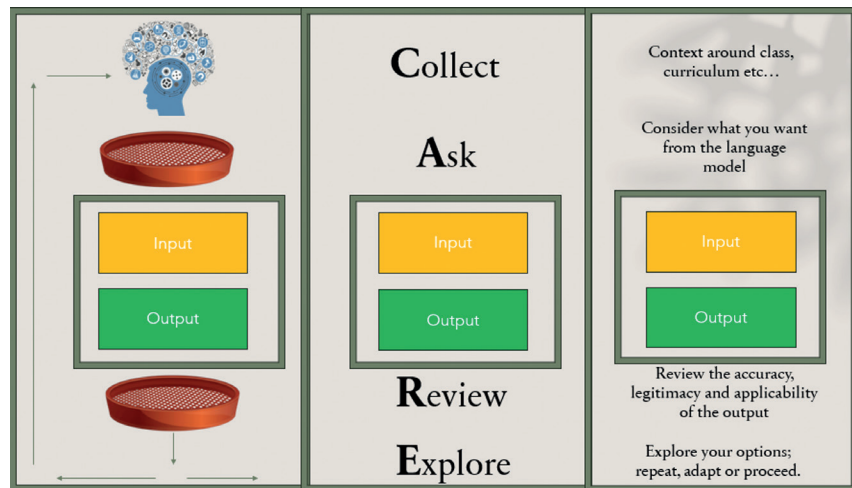 Input
Output
Collect
Ask
Input
Output
Review
Explore
Context around class,
curriculum etc…
Consider what you want
from the language
model
Input
Output
Review the accuracy,
legitimacy and applicability
of the output
Explore your options;
repeat, adapt or proceed.